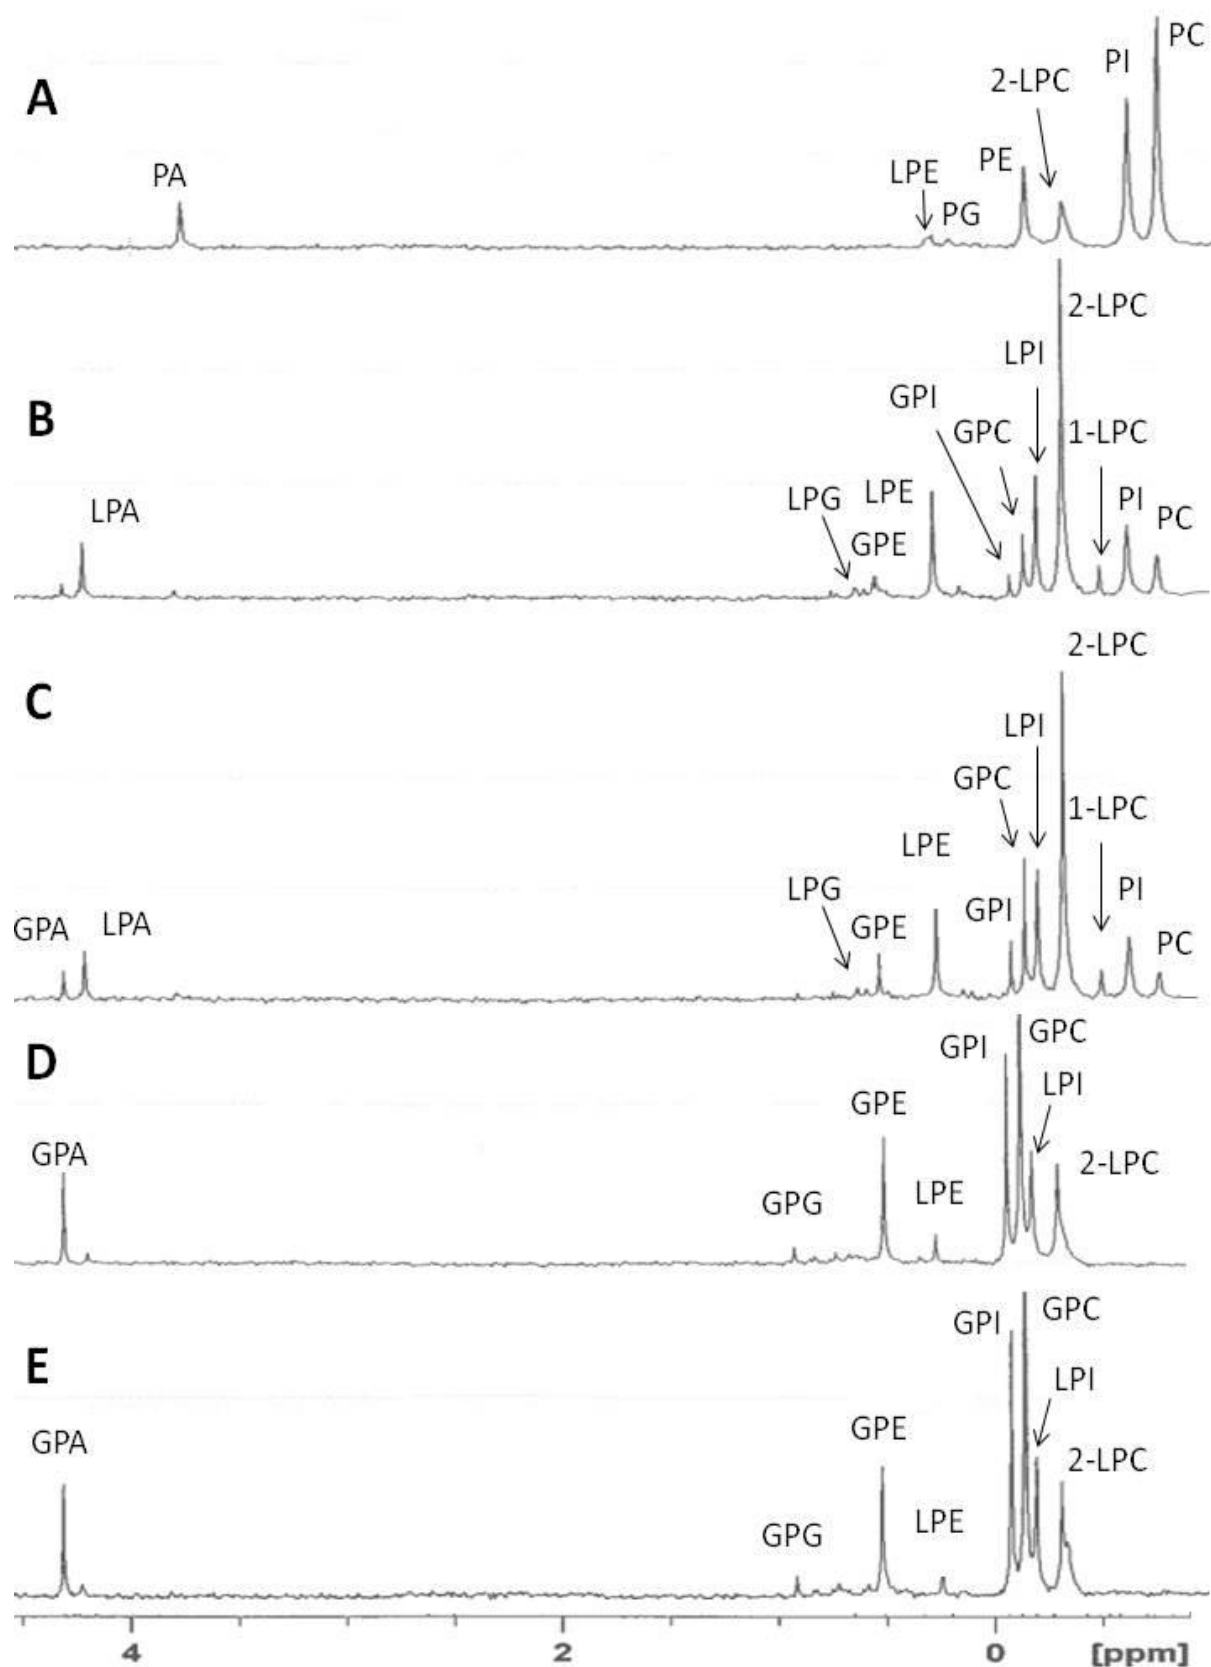 PC
PI
A
2-LPC
PE
PA
LPE
PG
2-LPC
LPI
GPI
B
GPC
1-LPC
LPG
LPE
PI
LPA
PC
GPE
2-LPC
C
LPI
GPC
1-LPC
LPE
LPG
PI
GPI
GPA
LPA
GPE
PC
D
GPI
GPC
LPI
GPE
GPA
2-LPC
GPG
LPE
GPI
GPC
E
LPI
GPE
GPA
2-LPC
LPE
GPG
4 2 0 [ppm]